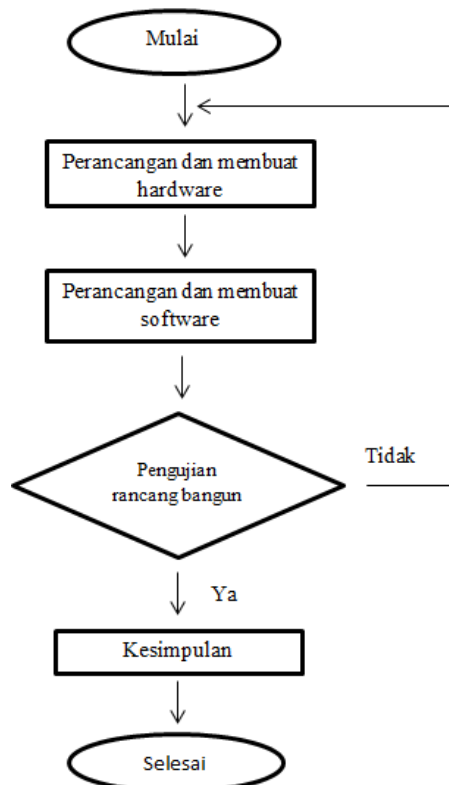 Mulai
Perancangan dan membuat
hardware
Perancangan dan membuat
software
Pengujian
rancang bangun
Tidak
Ya
Kesimpulan
Selesai